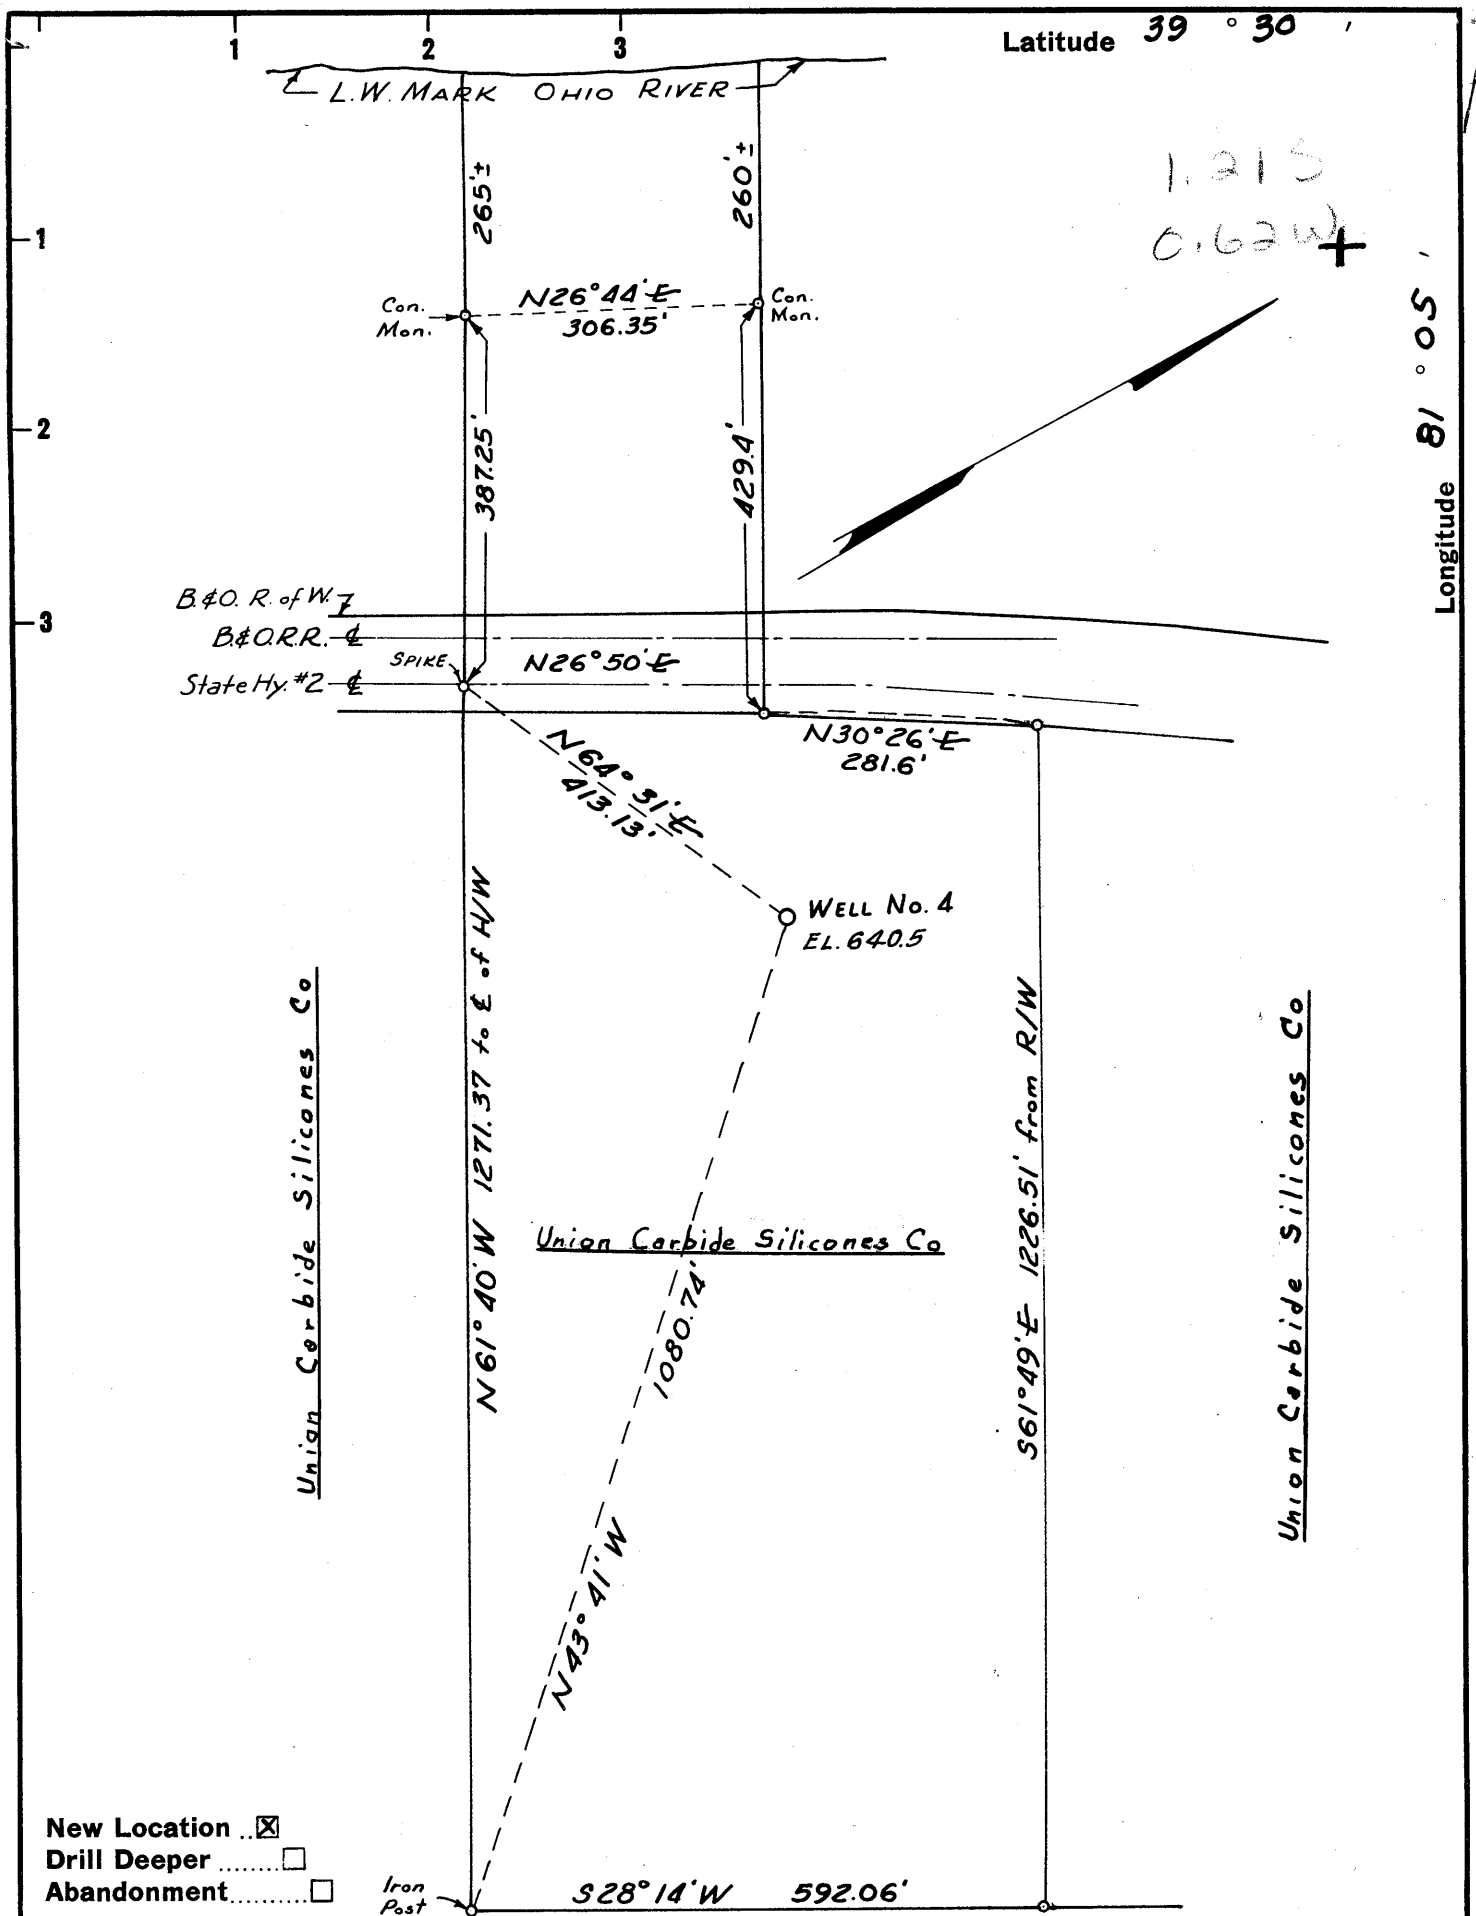 1 2 3
Latitude 39 ° 30 '
L.W. MARK OHIO RIVER
265'±
260'±
1.21 S
0.62 W
1
Con. Mon.
N26°44'E
306.35'
Con. Mon.
Longitude 81 ° 05 '
2
387.25'
429.4'
B.&O. R. of W.
3
B.&O.R.R. ℄
SPIKE
N26°50'E
State Hy. #2 ℄
N30°26'E
281.6'
N64°31'E
413.13'
WELL No. 4
EL. 640.5
N61°40'W 1271.37 to ℄ of H/W
S61°49'E 1226.51' from R/W
Union Carbide Silicones Co
Union Carbide Silicones Co
Union Carbide Silicones Co
1080.74'
N43°41'W
New Location ..☒
Drill Deeper ........☐
Abandonment..........☐
Iron
Post
S28°14'W 592.06'